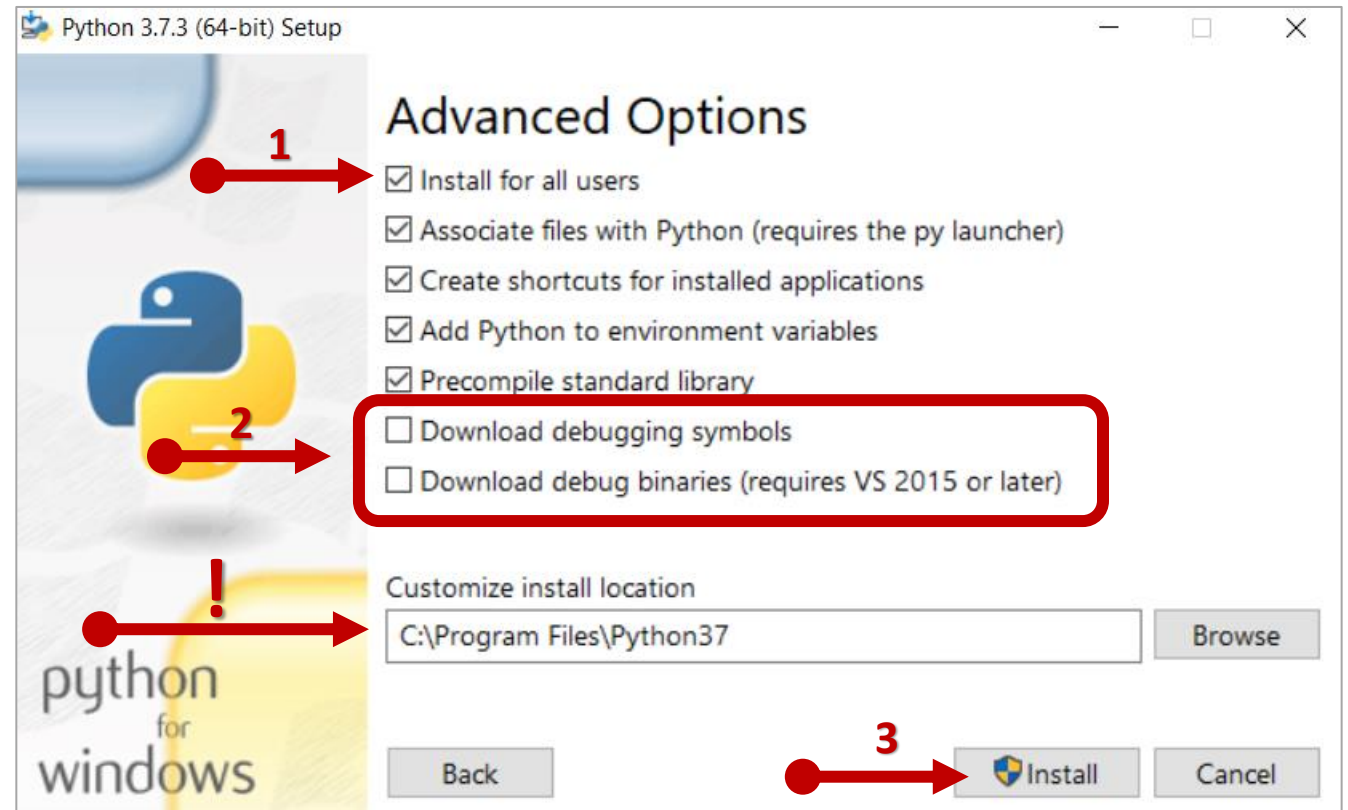 Python 3.7.3 (64-bit) Setup
Advanced Options
1
Install for all users
Associate files with Python (requires the py launcher)
Create shortcuts for installed applications
Add Python to environment variables
Precompile standard library
2
Download debugging symbols
Download debug binaries (requires VS 2015 or later)
!
Customize install location
C:\Program Files\Python37
Browse
python
for
windows
3
Back
Install
Cancel